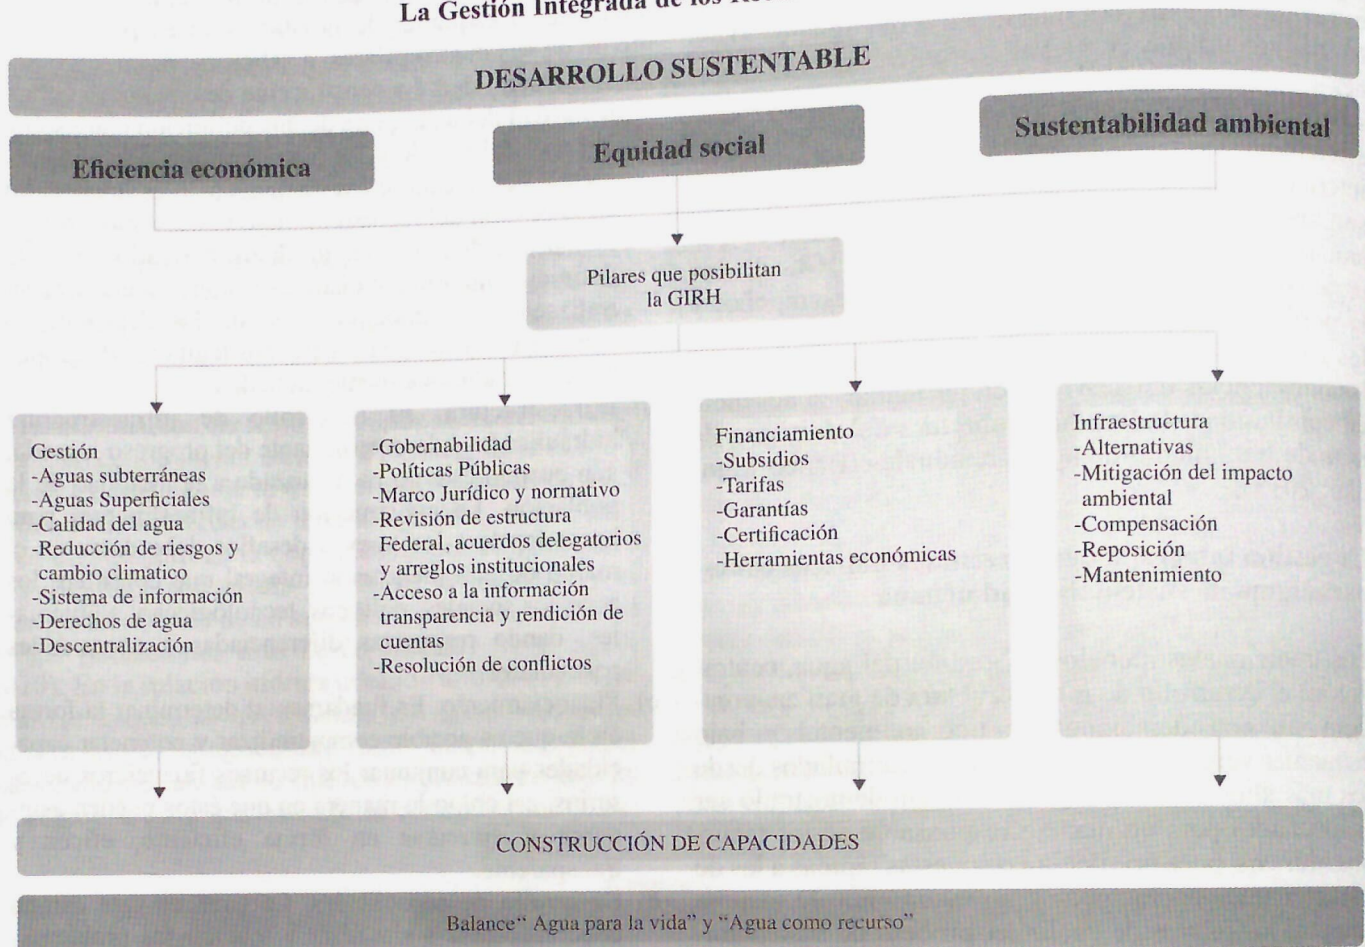 La Gestión Integrada de los
DESARROLLO SUSTENTABLE
Eficiencia económica
Equidad social
Sustentabilidad ambiental
Pilares que posibilitan
la GIRH
Gestión
-Aguas subterráneas
-Aguas Superficiales
-Calidad del agua
-Reducción de riesgos y
cambio climatico
-Sistema de información
-Derechos de agua
-Descentralización
-Gobernabilidad
-Políticas Públicas
-Marco Jurídico y normativo
-Revisión de estructura
Federal, acuerdos delegatorios
y arreglos institucionales
-Acceso a la información
transparencia y rendición de
cuentas
-Resolución de conflictos
Financiamiento
-Subsidios
-Tarifas
-Garantías
-Certificación
-Herramientas económicas
Infraestructura
-Alternativas
-Mitigación del impacto
ambiental
-Compensación
-Reposición
-Mantenimiento
CONSTRUCCIÓN DE CAPACIDADES
Balance“ Agua para la vida” y “Agua como recurso”